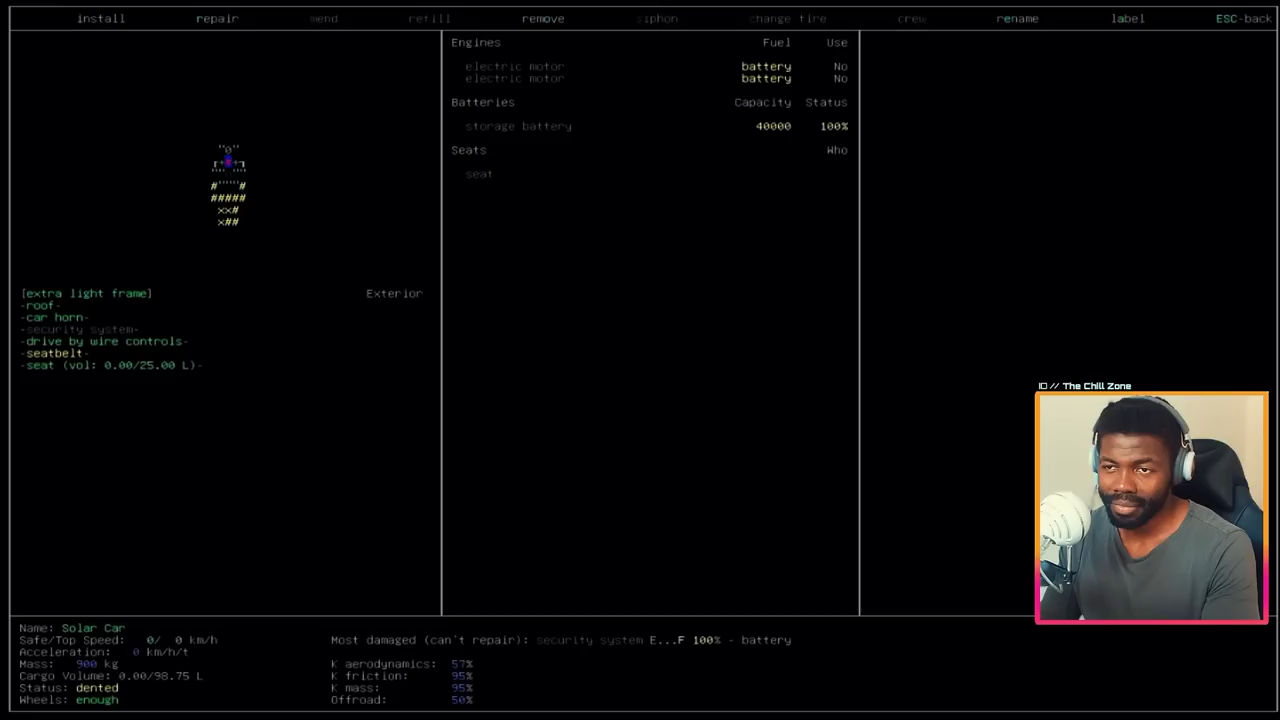 install repair mend refill remove siphon change tire crew rename label ESC-back
Engines Fuel Use
electric motor battery No
electric motor battery No
Batteries Capacity Status
storage battery 40000 100%
Seats Who
seat
[extra light frame] Exterior
-roof-
-car horn-
-security system-
-drive by wire controls-
-seatbelt-
-seat (vol: 0.00/25.00 L)-
ID // The Chill Zone
Name: Solar Car
Safe/Top Speed: 0/ 0 km/h Most damaged (can't repair): security system E...F 100% - battery
Acceleration: 0 km/h/t
Mass: 900 kg K aerodynamics: 57%
Cargo Volume: 0.00/98.75 L K friction: 95%
Status: dented K mass: 95%
Wheels: enough Offroad: 50%